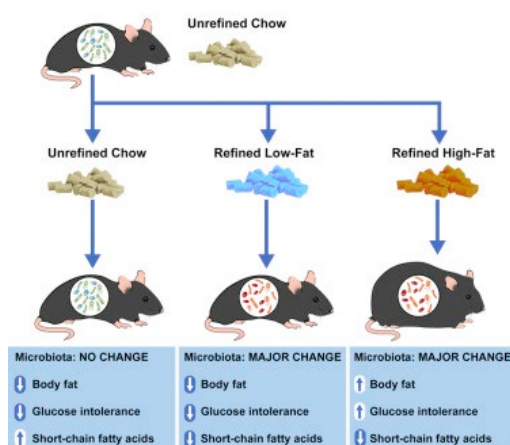 Unrefined Chow
Unrefined Chow
Refined Low-Fat
Refined High-Fat
Microbiota: NO CHANGE
Body fat
Glucose intolerance
Short-chain fatty acids
Microbiota: MAJOR CHANGE
Body fat
Glucose intolerance
Short-chain fatty acids
Microbiota: MAJOR CHANGE
Body fat
Glucose intolerance
Short-chain fatty acids